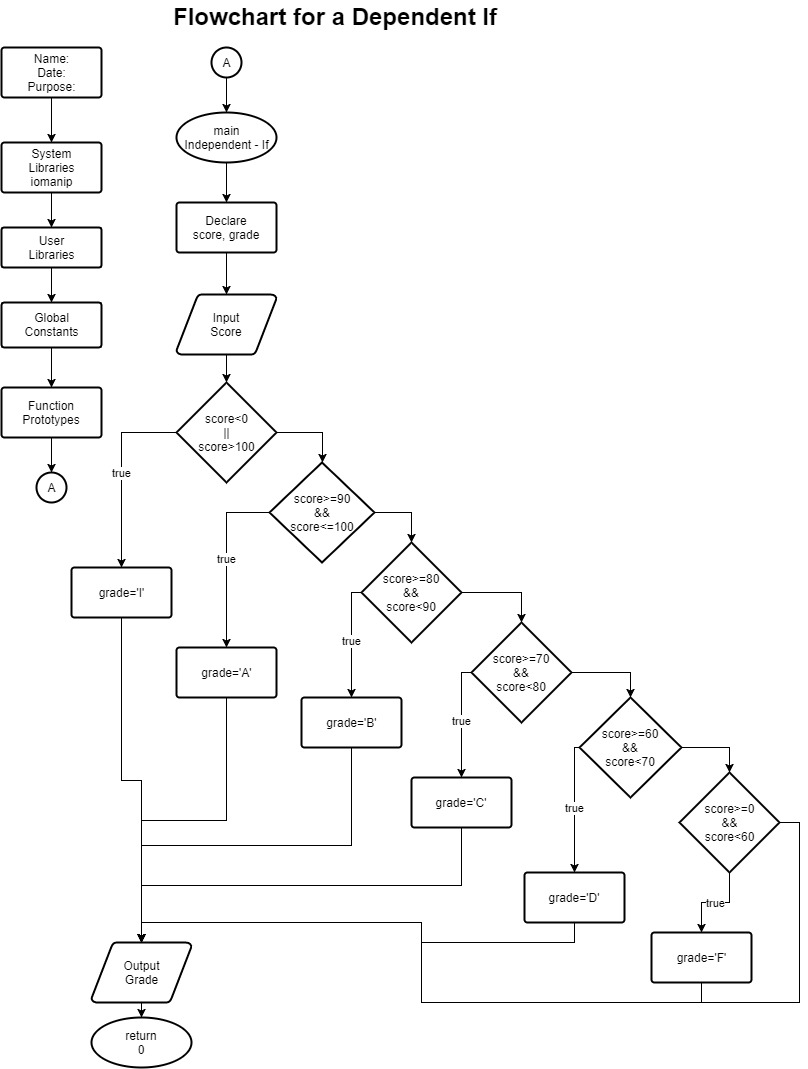 Flowchart for a Dependent If
Name:
Date:
Purpose:
System
Libraries
iomanip
User
Libraries
Global
Constants
Function
Prototypes
A
A
main
Independent - If
Declare
score, grade
Input
Score
score<0
||
score>100
true
grade='I'
score>=90
&&
score<=100
true
grade='A'
score>=80
&&
score<90
true
grade='B'
score>=70
&&
score<80
true
grade='C'
score>=60
&&
score<70
true
grade='D'
score>=0
&&
score<60
true
grade='F'
Output
Grade
return
0